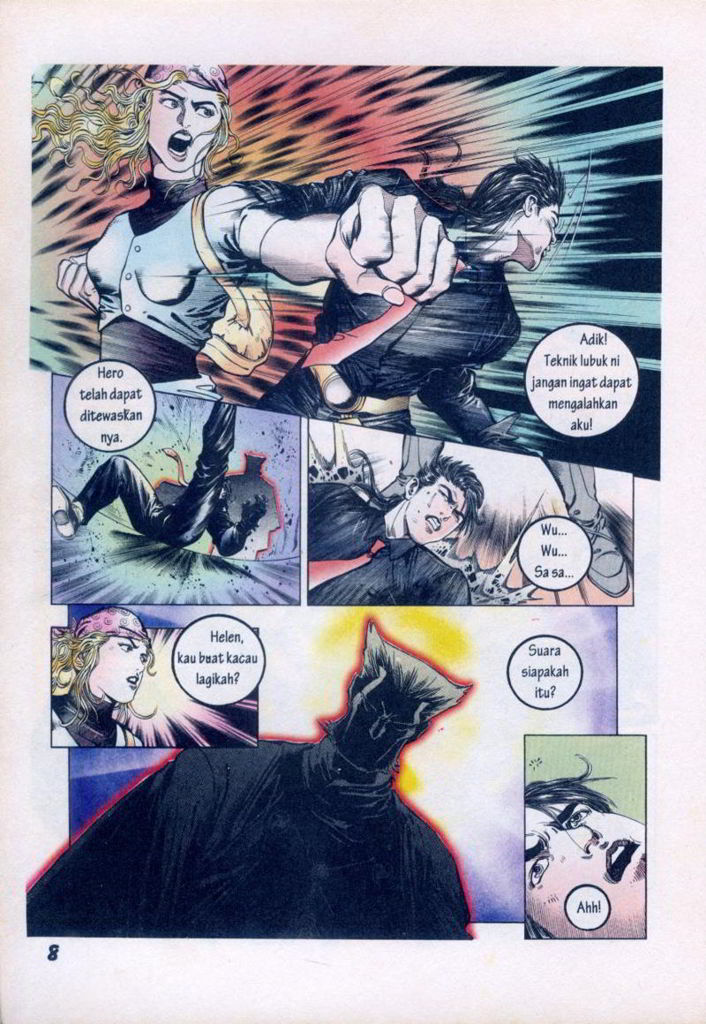 Adik!
Teknik lubuk ni
jangan ingat dapat
mengalahkan
aku!
Hero
telah dapat
ditewaskan
nya.
Wu...
Wu...
Sa sa...
Helen,
kau buat kacau
lagikah?
Suara
siapakah
itu?
Ahh!
8